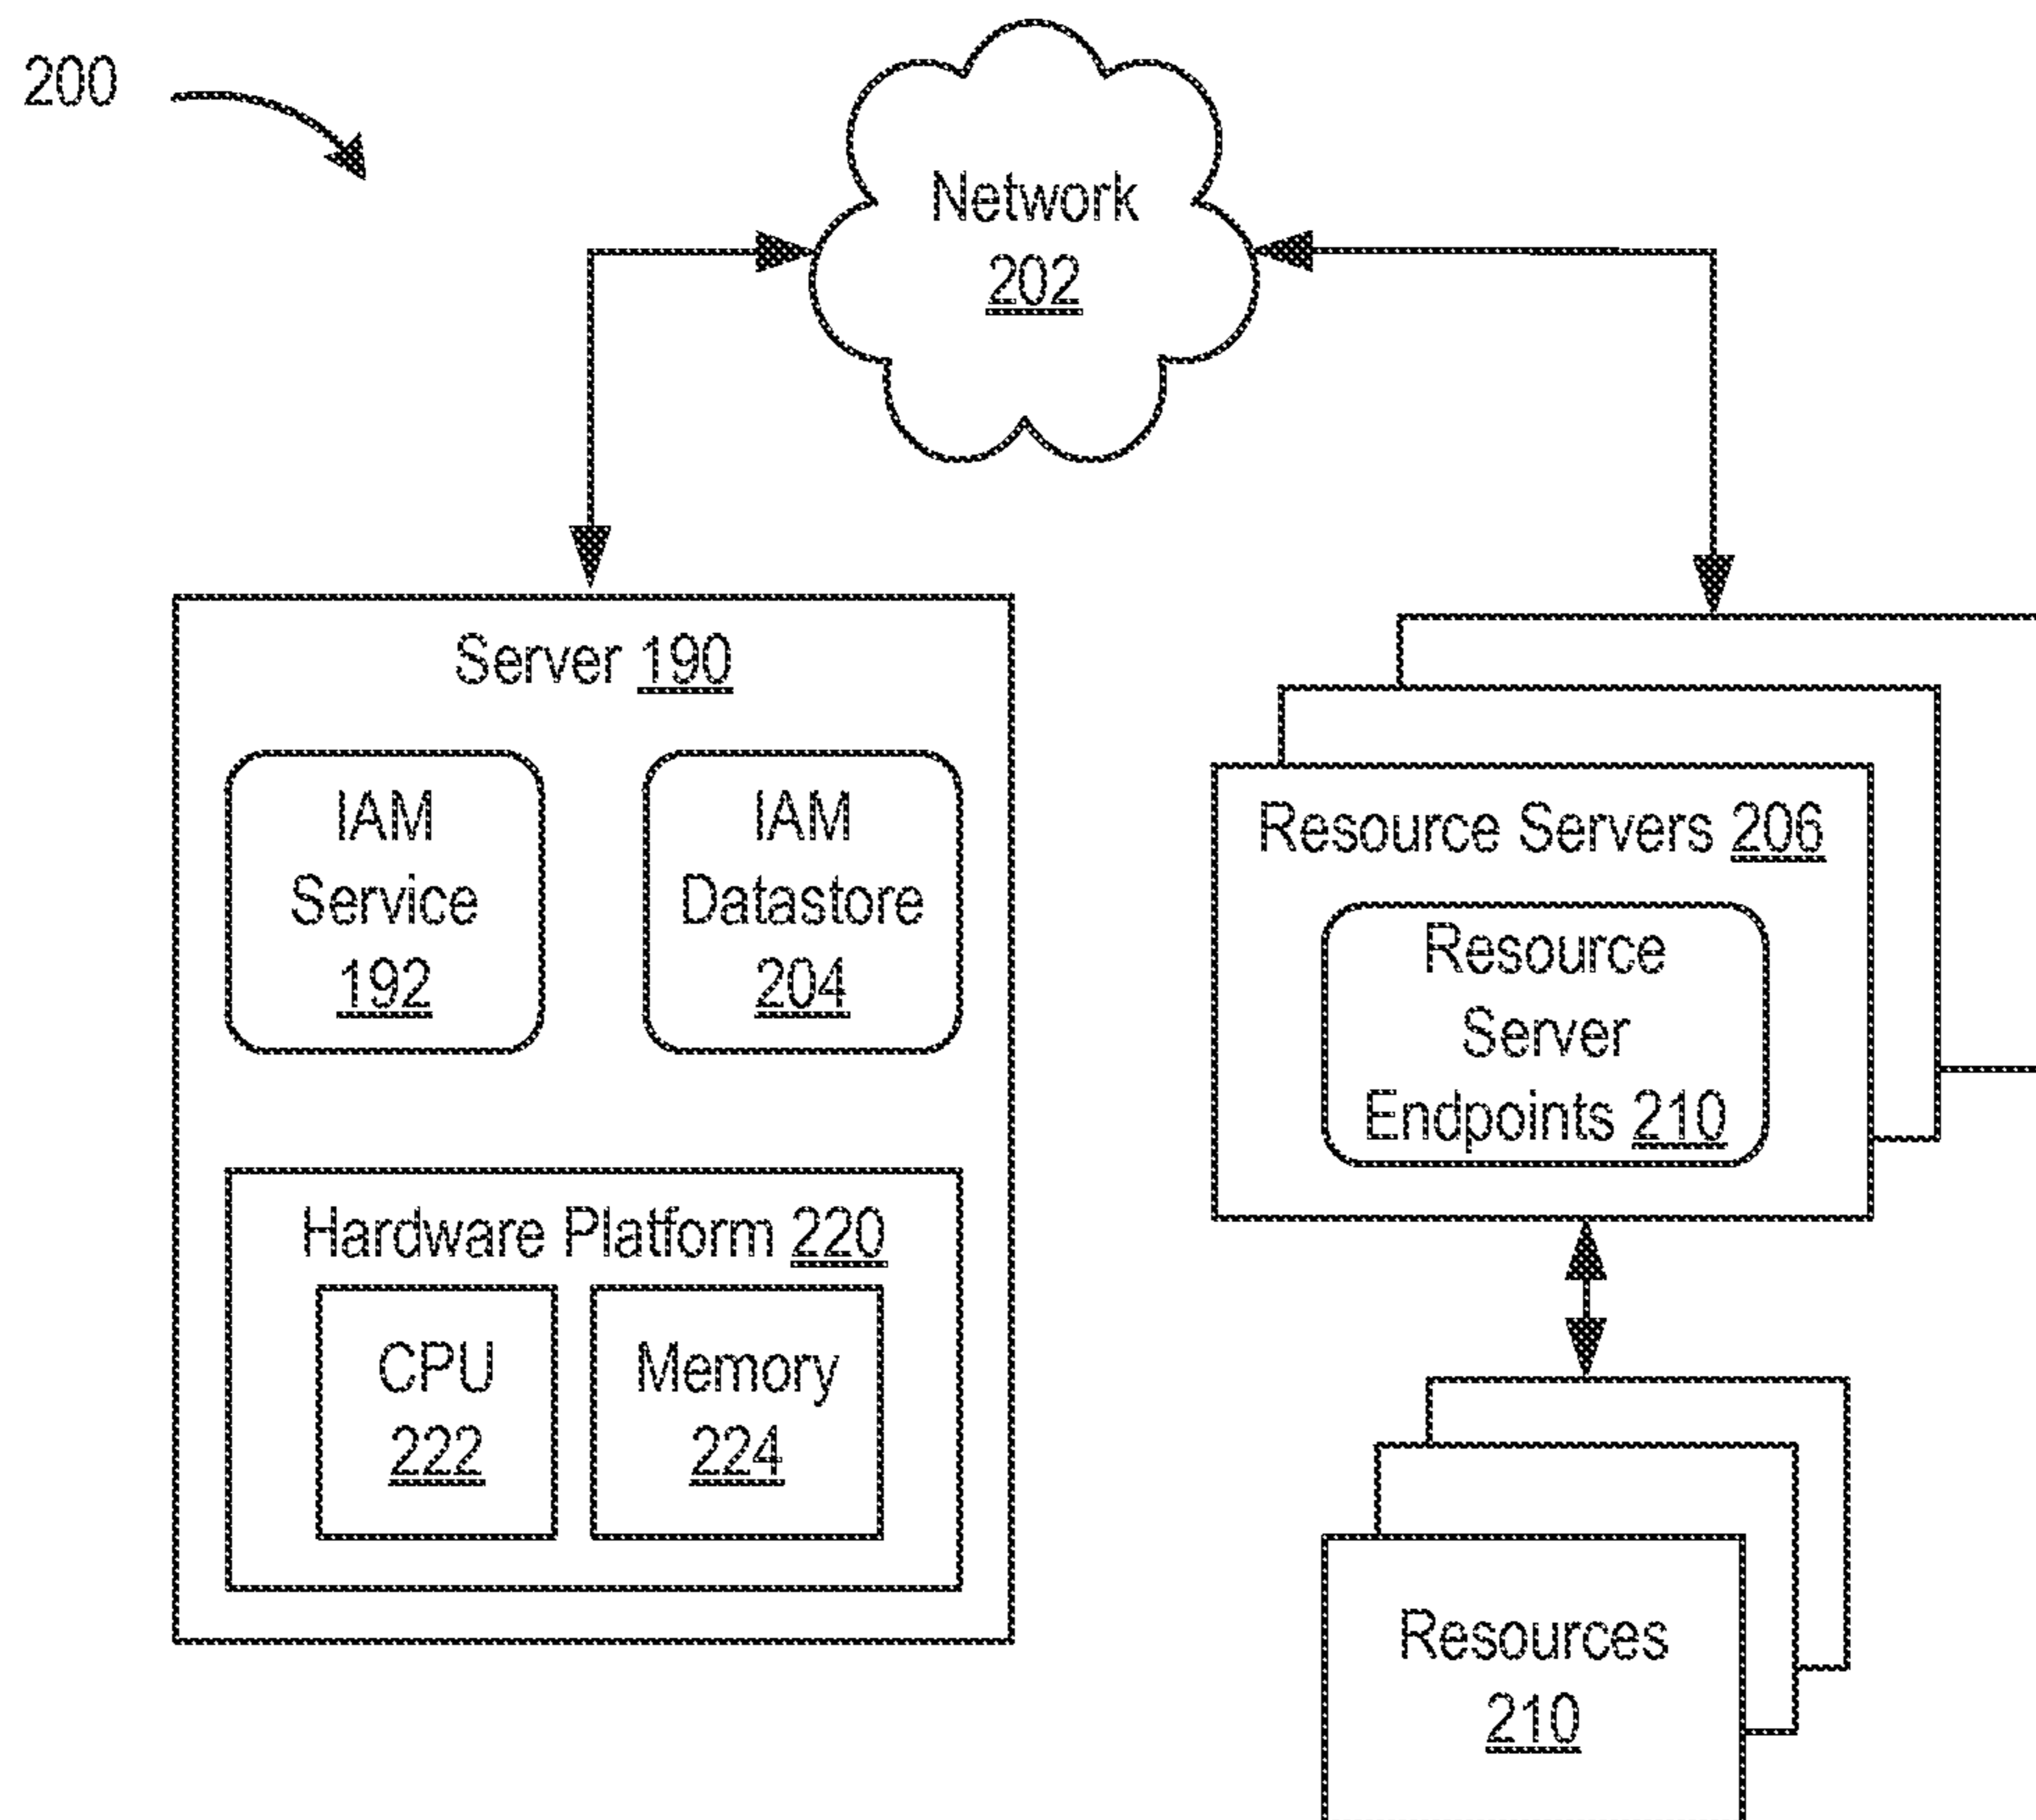 200
Network
202
Server 190
IAM
Service
192
IAM
Datastore
204
Hardware Platform 220
CPU
222
Memory
224
Resource Servers 206
Resource
Server
Endpoints 210
Resources
210